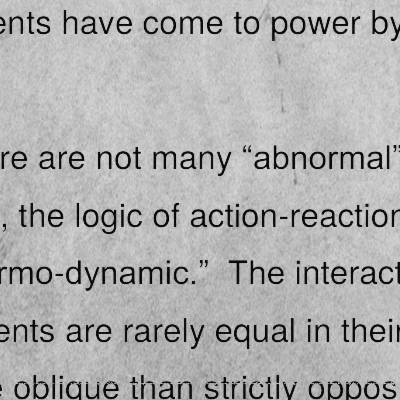 ents have come to power by
re are not many “abnormal”
, the logic of action-reaction
rmo-dynamic.”  The interact
ents are rarely equal in their
e oblique than strictly oppos